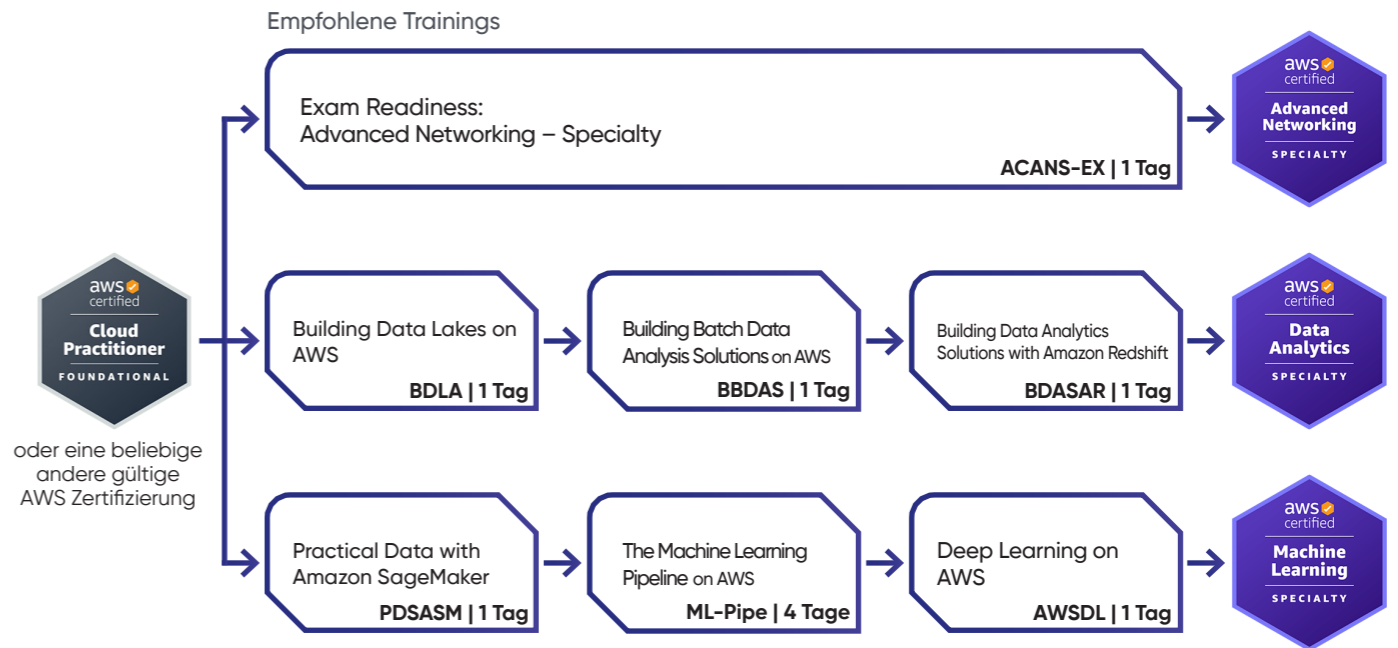 Empfohlene Trainings
Exam Readiness:
Advanced Networking – Specialty
ACANS-EX | 1 Tag
aws
certified
Advanced
Networking
SPECIALTY
aws
certified
Cloud
Practitioner
FOUNDATIONAL
oder eine beliebige
andere gültige
AWS Zertifizierung
Building Data Lakes on
AWS
BDLA | 1 Tag
Building Batch Data
Analysis Solutions on AWS
BBDAS | 1 Tag
Building Data Analytics
Solutions with Amazon Redshift
BDASAR | 1 Tag
aws
certified
Data
Analytics
SPECIALTY
Practical Data with
Amazon SageMaker
PDSASM | 1 Tag
The Machine Learning
Pipeline on AWS
ML-Pipe | 4 Tage
Deep Learning on
AWS
AWSDL | 1 Tag
aws
certified
Machine
Learning
SPECIALTY